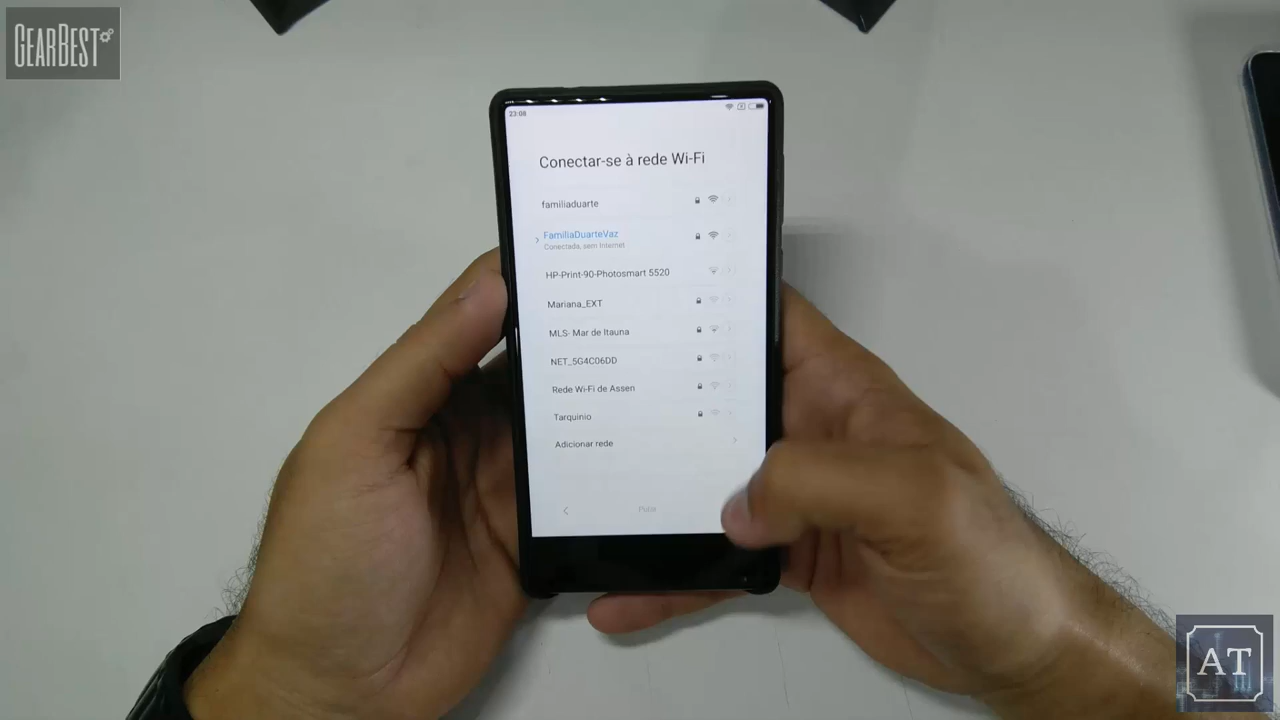 GEARBEST
23:08
Conectar-se à rede Wi-Fi
familiaduarte
FamiliaDuarteVaz
Conectada, sem Internet
HP-Print-90-Photosmart 5520
Mariana_EXT
MLS- Mar de Itauna
NET_5G4C06DD
Rede Wi-Fi de Assen
Tarquinio
Adicionar rede
AT